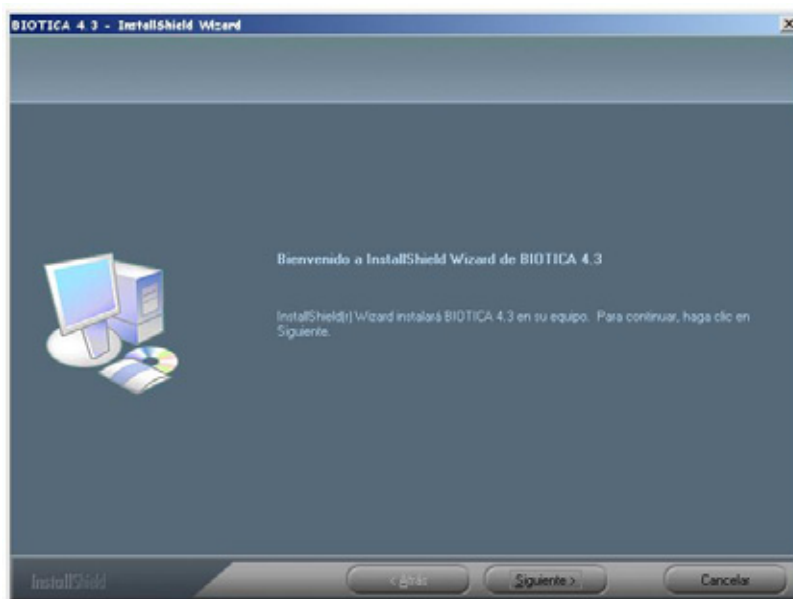 BIOTICA 4.3 - InstallShield Wizard
Bienvenido a InstallShield Wizard de BIOTICA 4.3
InstallShield(r) Wizard instalará BIOTICA 4.3 en su equipo. Para continuar, haga clic en
Siguiente.
InstallShield
< Atrás
Siguiente >
Cancelar